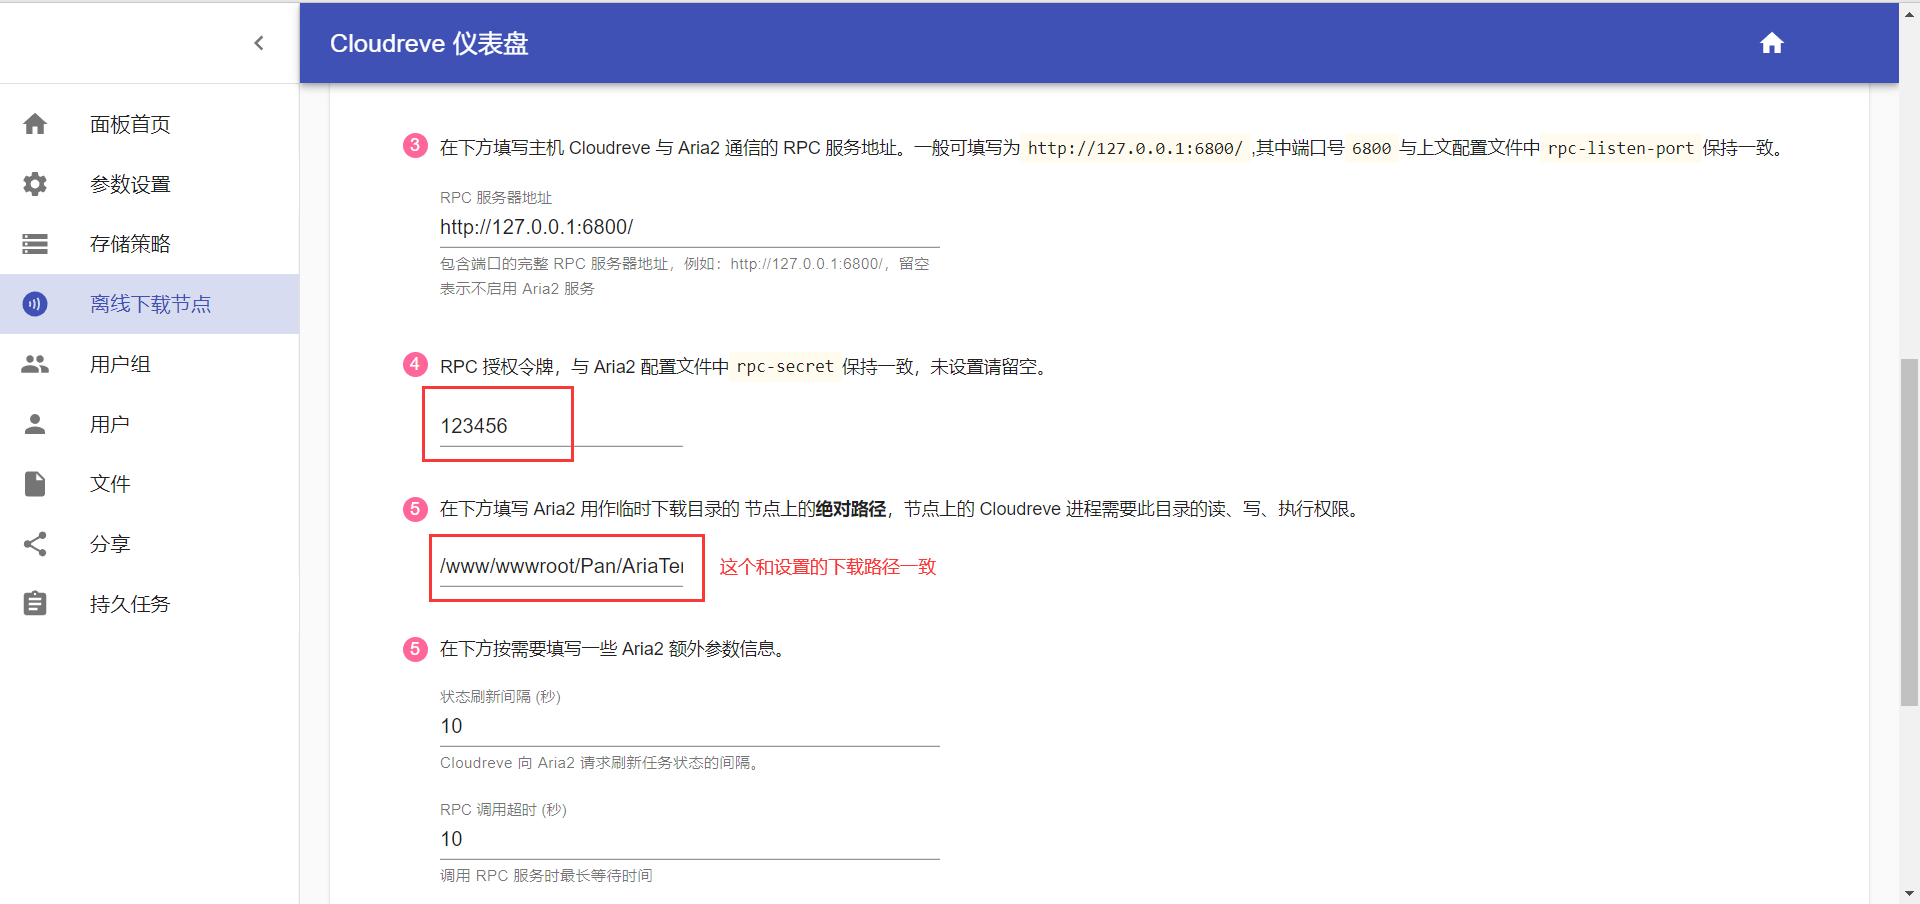 Cloudreve 仪表盘
面板首页
参数设置
存储策略
离线下载节点
用户组
用户
文件
分享
持久任务
3 在下方填写主机 Cloudreve 与 Aria2 通信的 RPC 服务地址。一般可填写为 http://127.0.0.1:6800/ ,其中端口号 6800 与上文配置文件中 rpc-listen-port 保持一致。
RPC 服务器地址
http://127.0.0.1:6800/
包含端口的完整 RPC 服务器地址，例如：http://127.0.0.1:6800/，留空
表示不启用 Aria2 服务
4 RPC 授权令牌，与 Aria2 配置文件中 rpc-secret 保持一致，未设置请留空。
123456
5 在下方填写 Aria2 用作临时下载目录的 节点上的绝对路径，节点上的 Cloudreve 进程需要此目录的读、写、执行权限。
/www/wwwroot/Pan/AriaTe
这个和设置的下载路径一致
5 在下方按需要填写一些 Aria2 额外参数信息。
状态刷新间隔 (秒)
10
Cloudreve 向 Aria2 请求刷新任务状态的间隔。
RPC 调用超时 (秒)
10
调用 RPC 服务时最长等待时间